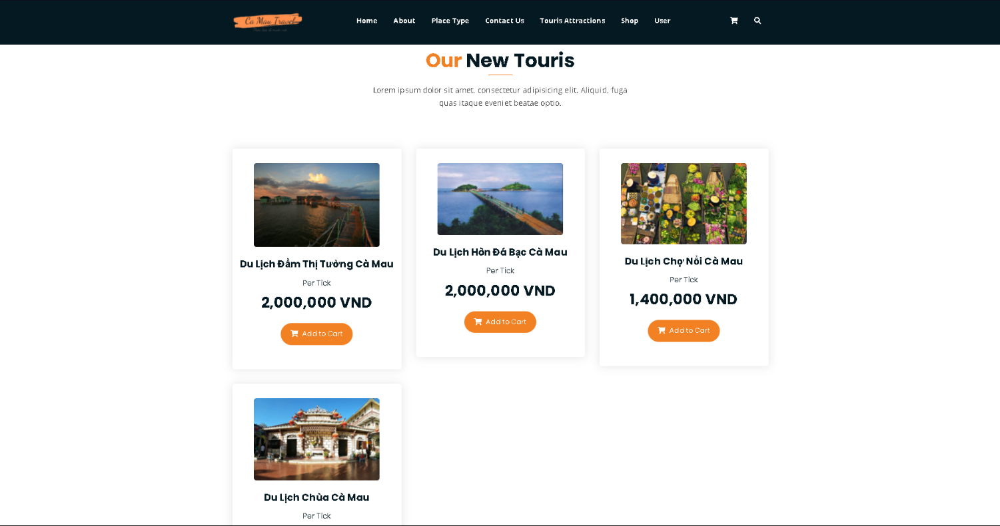 Ca Mau Travel
Home About Place Type Contact Us Touris Attractions Shop User
Our New Touris
Lorem ipsum dolor sit amet, consectetur adipisicing elit. Aliquid, fuga
quas itaque eveniet beatae optio.
Du Lịch Đầm Thị Tường Cà Mau
Per Tick
2,000,000 VND
Add to Cart
Du Lịch Hòn Đá Bạc Cà Mau
Per Tick
2,000,000 VND
Add to Cart
Du Lịch Chợ Nổi Cà Mau
Per Tick
1,400,000 VND
Add to Cart
Du Lịch Chùa Cà Mau
Per Tick